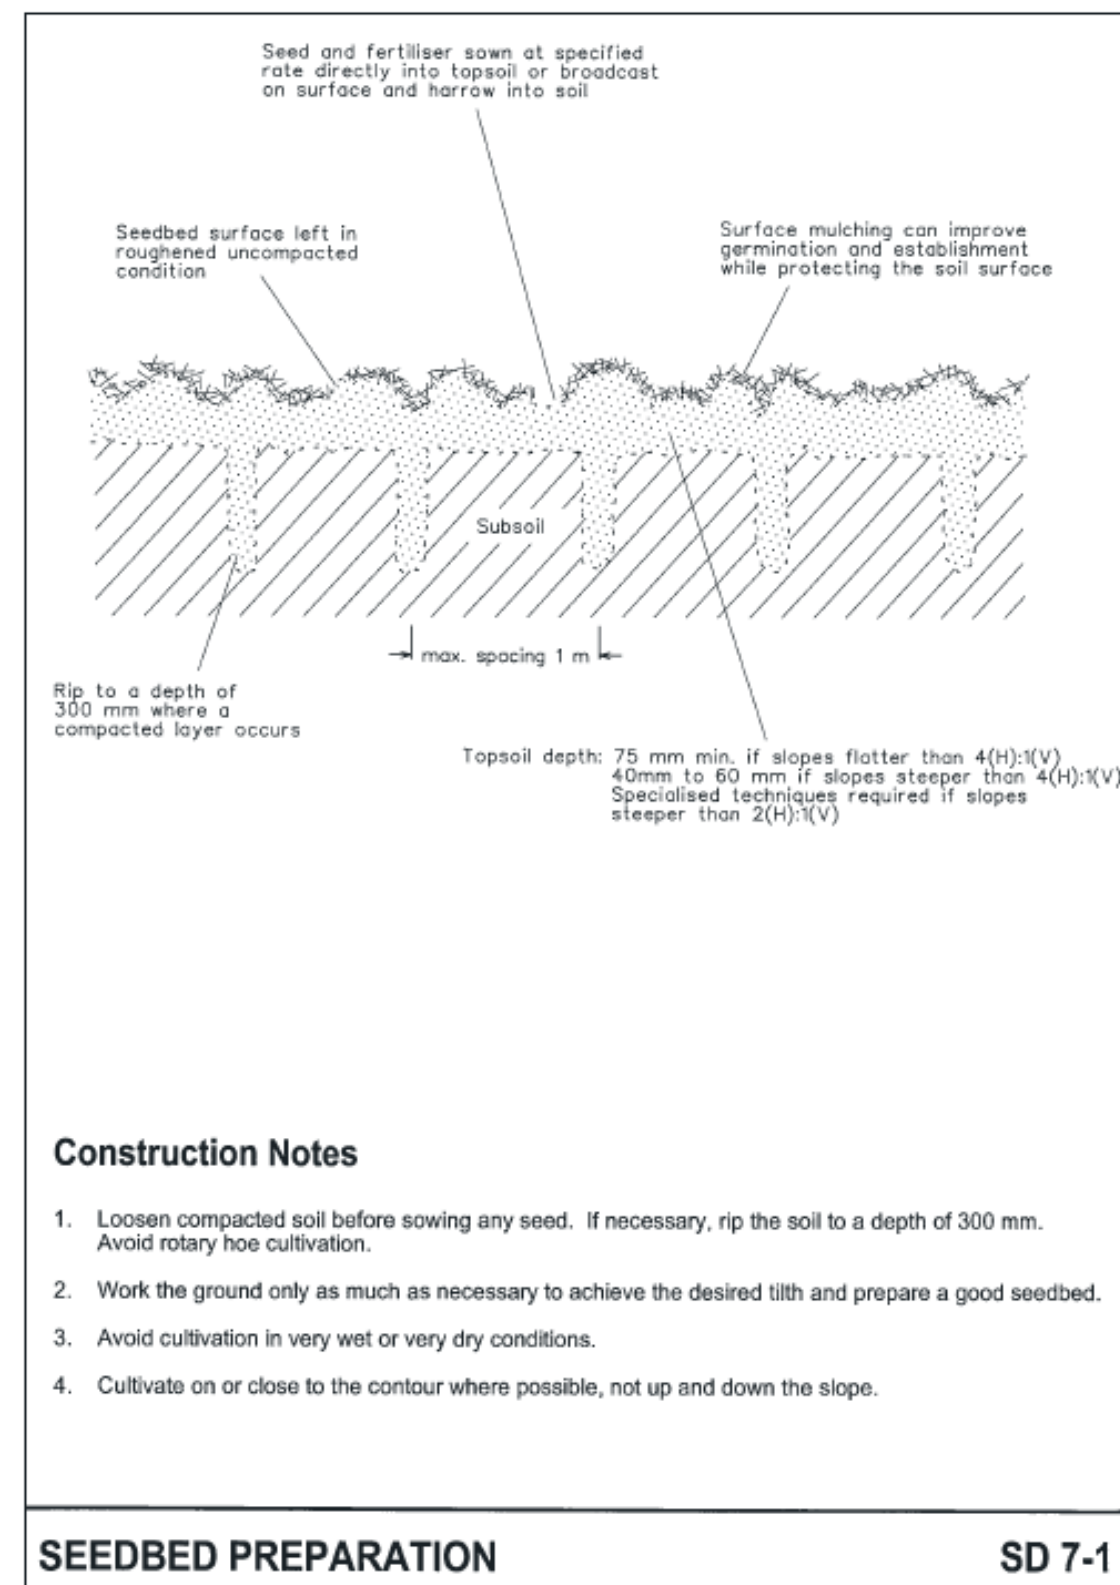 Seed and fertiliser sown at specified
rate directly into topsoil or broadcast
on surface and harrow into soil
Seedbed surface left in
roughened uncompacted
condition
Surface mulching can improve
germination and establishment
while protecting the soil surface
Subsoil
max. spacing 1 m
Rip to a depth of
300 mm where a
compacted layer occurs
Topsoil depth: 75 mm min. if slopes flatter than 4(H):1(V)
40mm to 60 mm if slopes steeper than 4(H):1(V)
Specialised techniques required if slopes
steeper than 2(H):1(V)
Construction Notes
1. Loosen compacted soil before sowing any seed. If necessary, rip the soil to a depth of 300 mm.
Avoid rotary hoe cultivation.
2. Work the ground only as much as necessary to achieve the desired tilth and prepare a good seedbed.
3. Avoid cultivation in very wet or very dry conditions.
4. Cultivate on or close to the contour where possible, not up and down the slope.
SEEDBED PREPARATION SD 7-1